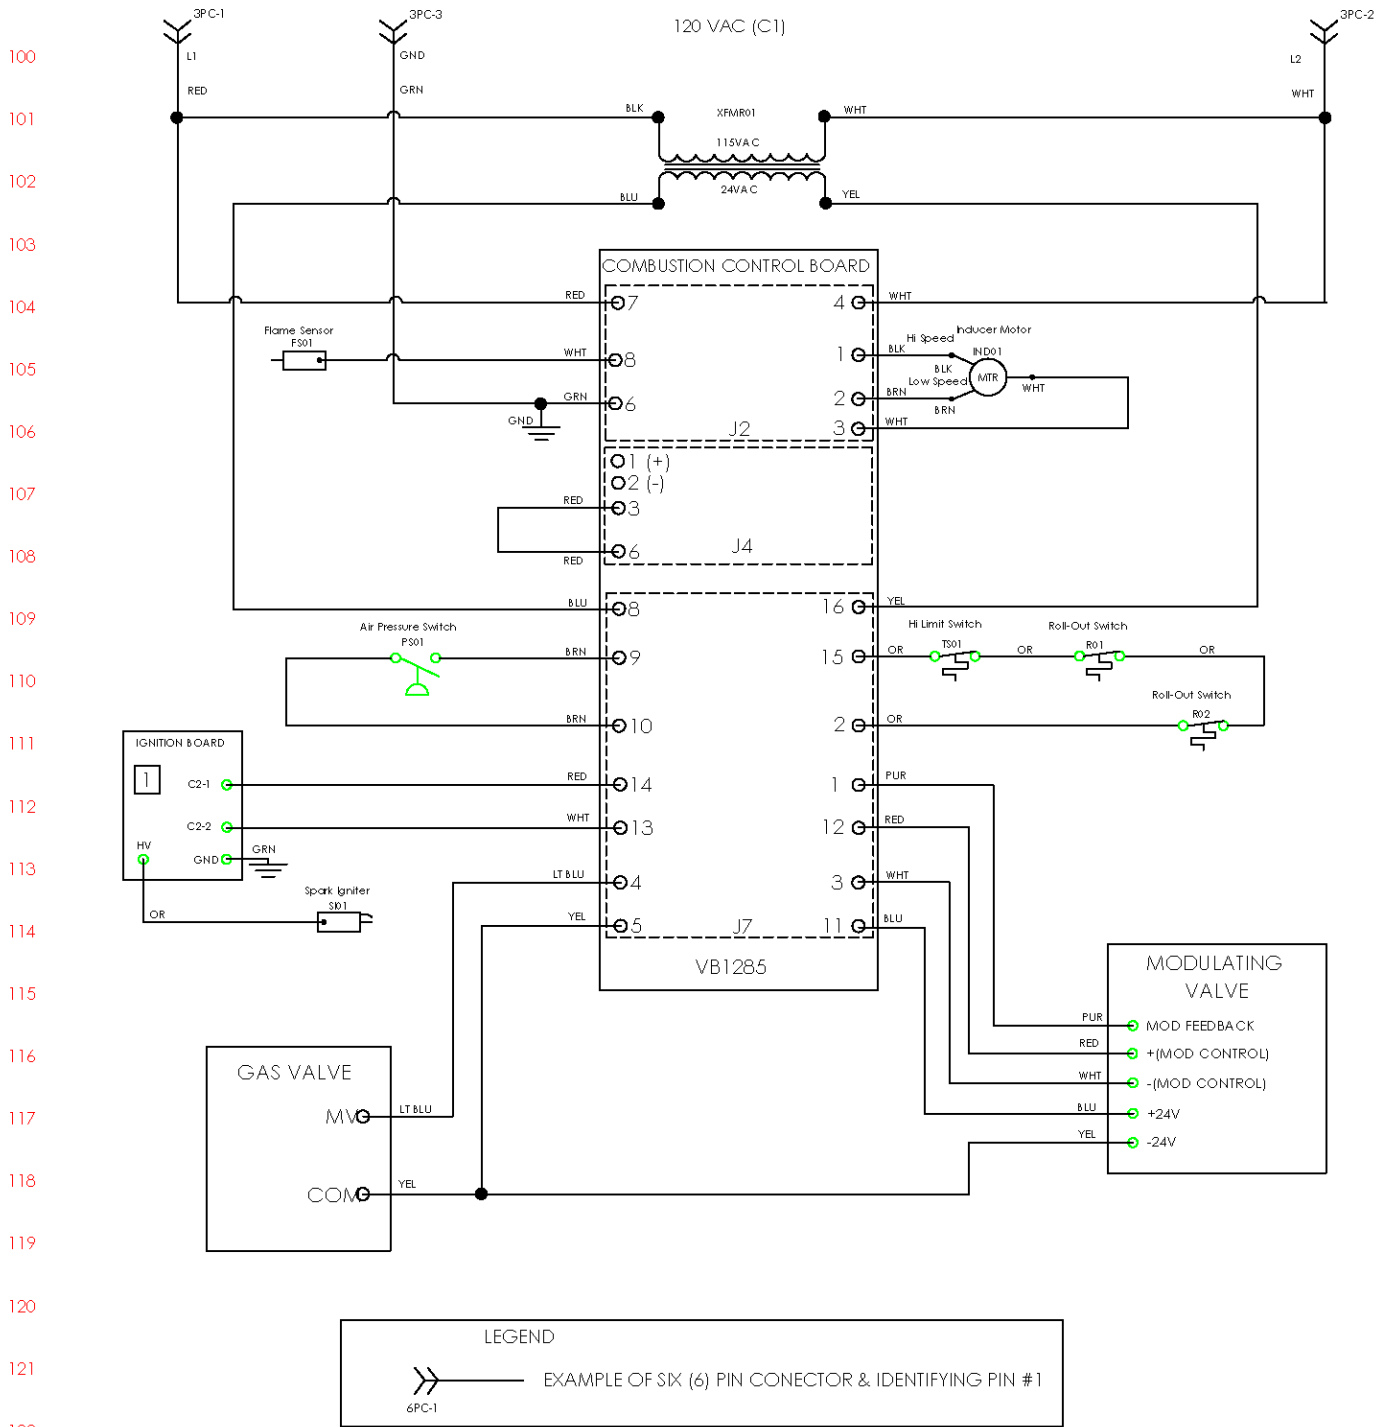 3PC-1
3PC-3
120 VAC (C1)
3PC-2
100
L1
GND
L2
RED
GRN
WHT
101
BLK
XFMR01
WHT
115VAC
102
24VAC
BLU
YEL
103
COMBUSTION CONTROL BOARD
104
RED
7
4
WHT
Flame Sensor
FS01
Hi Speed
Inducer Motor
IND01
105
WHT
8
1
BLK
BLK
MTR
WHT
Low Speed
GRN
6
2
BRN
BRN
106
GND
J2
3
WHT
1 (+)
2 (-)
107
RED
3
108
RED
6
J4
109
BLU
8
16
YEL
Air Pressure Switch
PS01
Hi Limit Switch
TS01
Roll-Out Switch
R01
BRN
9
15
OR
OR
OR
110
Roll-Out Switch
R02
BRN
10
2
OR
111
IGNITION BOARD
1
C2-1
RED
14
1
PUR
112
C2-2
WHT
13
12
RED
HV
GND
GRN
113
LT BLU
4
3
WHT
Spark Igniter
SI01
OR
114
YEL
5
J7
11
BLU
VB1285
MODULATING
VALVE
115
PUR
MOD FEEDBACK
116
RED
+(MOD CONTROL)
GAS VALVE
WHT
-(MOD CONTROL)
117
MV
LT BLU
BLU
+24V
YEL
-24V
118
COM
YEL
119
120
LEGEND
121
EXAMPLE OF SIX (6) PIN CONECTOR & IDENTIFYING PIN #1
6PC-1